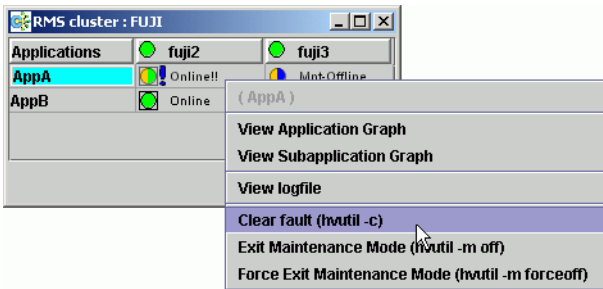 RMS cluster : FUJI
Applications fuji2 fuji3
AppA Online!! Mnt-Offline
AppB Online
( AppA )
View Application Graph
View Subapplication Graph
View logfile
Clear fault (hvutil -c)
Exit Maintenance Mode (hvutil -m off)
Force Exit Maintenance Mode (hvutil -m forceoff)